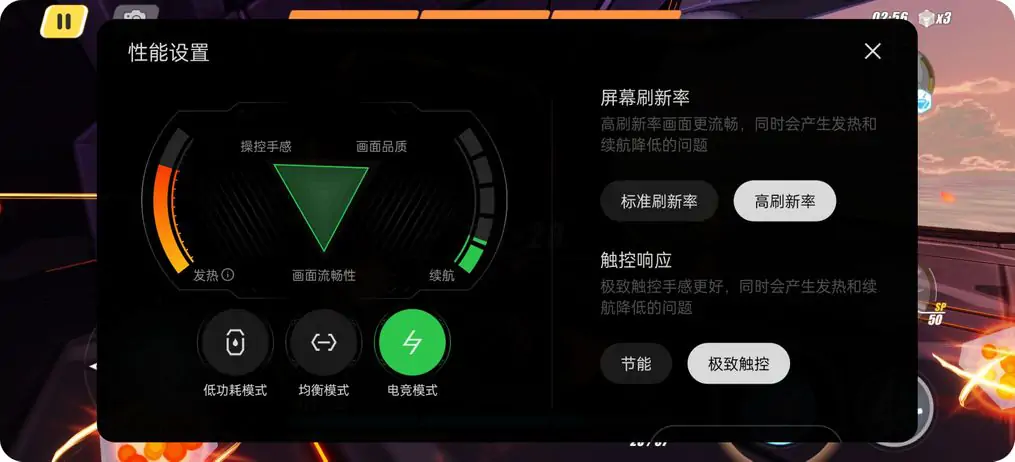 02:56
x3
性能设置
操控手感
画面品质
发热
画面流畅性
续航
低功耗模式
均衡模式
电竞模式
屏幕刷新率
高刷新率画面更流畅，同时会产生发热和
续航降低的问题
标准刷新率
高刷新率
触控响应
极致触控手感更好，同时会产生发热和续
航降低的问题
节能
极致触控
SP
50